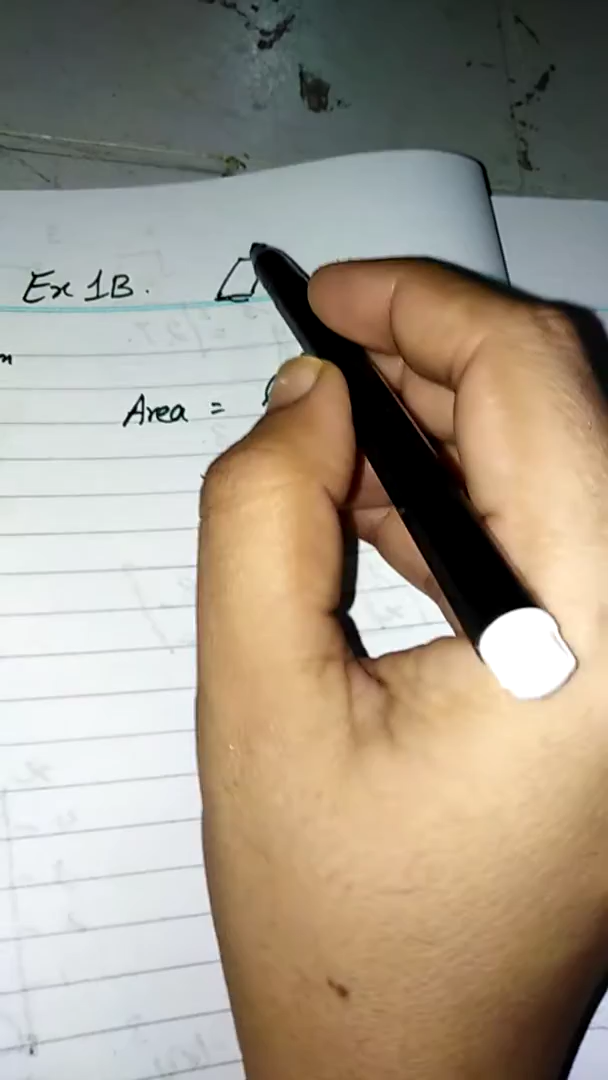 Ex 1B.
Area =